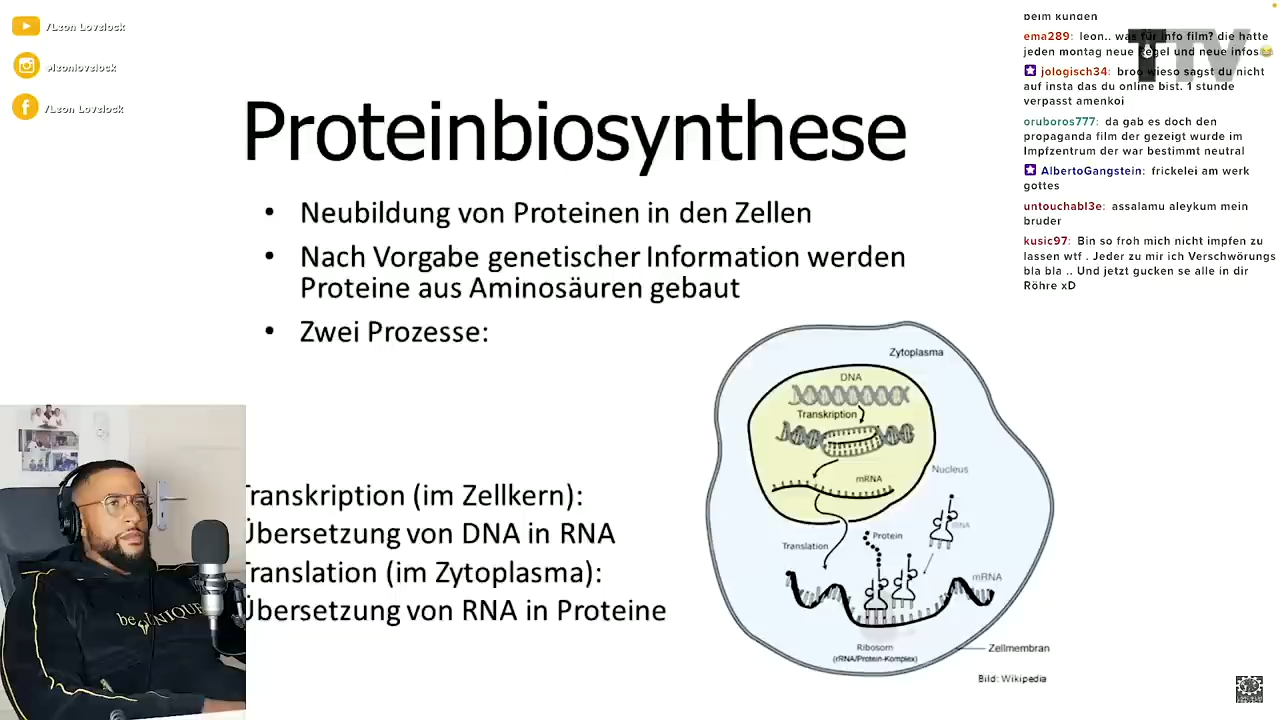 /Leon Lovelock
@leonlovelock
/Leon Lovelock
Proteinbiosynthese
• Neubildung von Proteinen in den Zellen
• Nach Vorgabe genetischer Information werden
Proteine aus Aminosäuren gebaut
• Zwei Prozesse:
Transkription (im Zellkern):
Übersetzung von DNA in RNA
Translation (im Zytoplasma):
Übersetzung von RNA in Proteine
Zytoplasma
DNA
Transkription
mRNA
Nucleus
Translation
Protein
tRNA
mRNA
Ribosom
(rRNA/Protein-Komplex)
Zellmembran
Bild: Wikipedia
be UNIQUE
beim kunden
ema289: leon.. was für info film? die hatte
jeden montag neue Regel und neue infos😂
jologisch34: broo wieso sagst du nicht
auf insta das du online bist. 1 stunde
verpasst amenkoi
oruboros777: da gab es doch den
propaganda film der gezeigt wurde im
Impfzentrum der war bestimmt neutral
AlbertoGangstein: frickelei am werk
gottes
untouchabl3e: assalamu aleykum mein
bruder
kusic97: Bin so froh mich nicht impfen zu
lassen wtf . Jeder zu mir ich Verschwörungs
bla bla .. Und jetzt gucken se alle in dir
Röhre xD